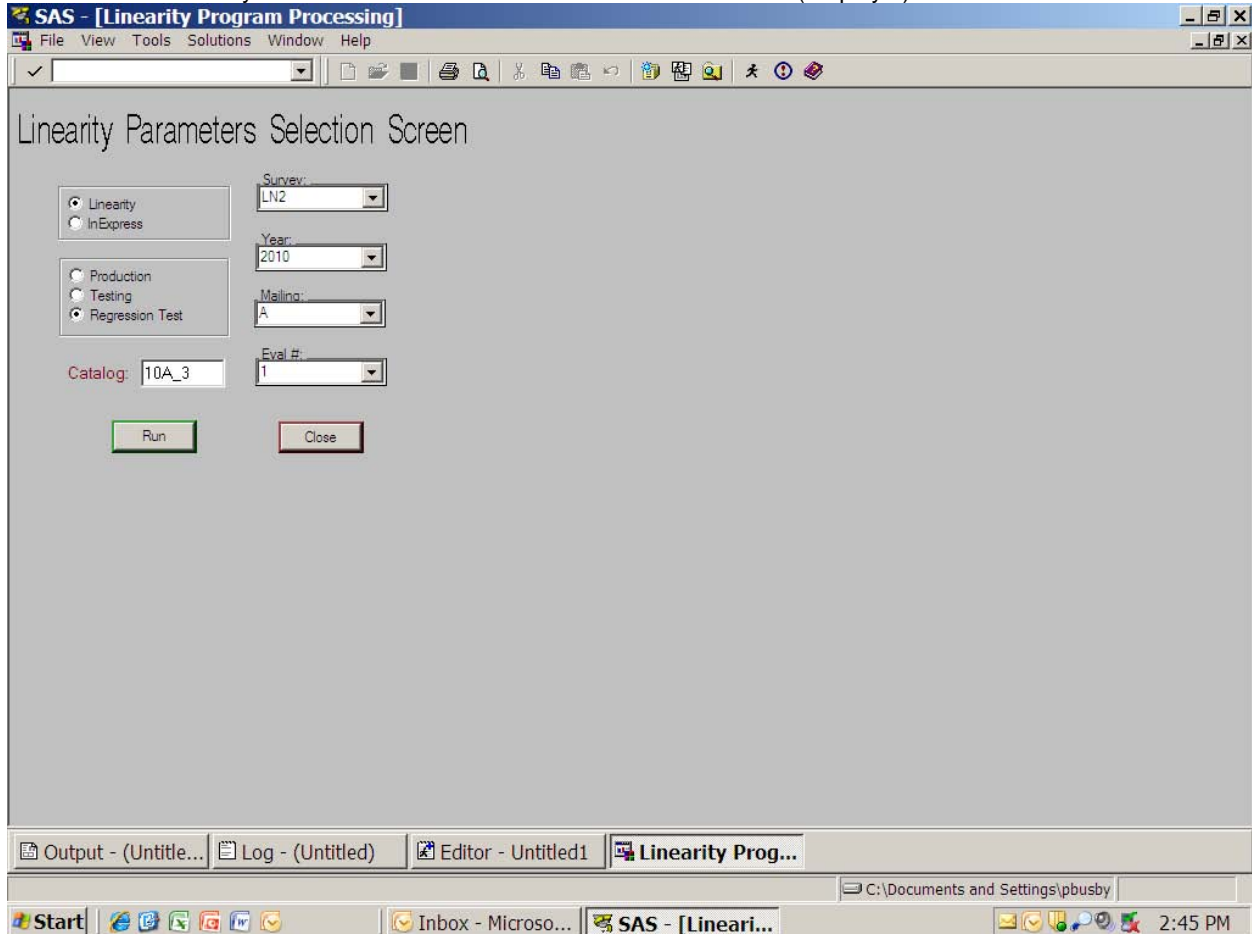 SAS - [Linearity Program Processing]
File View Tools Solutions Window Help
Linearity Parameters Selection Screen
Linearity
InExpress
Production
Testing
Regression Test
Catalog: 10A_3
Survey:
LN2
Year:
2010
Mailing:
A
Eval #:
1
Run
Close
Output - (Untitle...
Log - (Untitled)
Editor - Untitled1
Linearity Prog...
C:\Documents and Settings\pbusby
Start
Inbox - Microso...
SAS - [Lineari...
2:45 PM